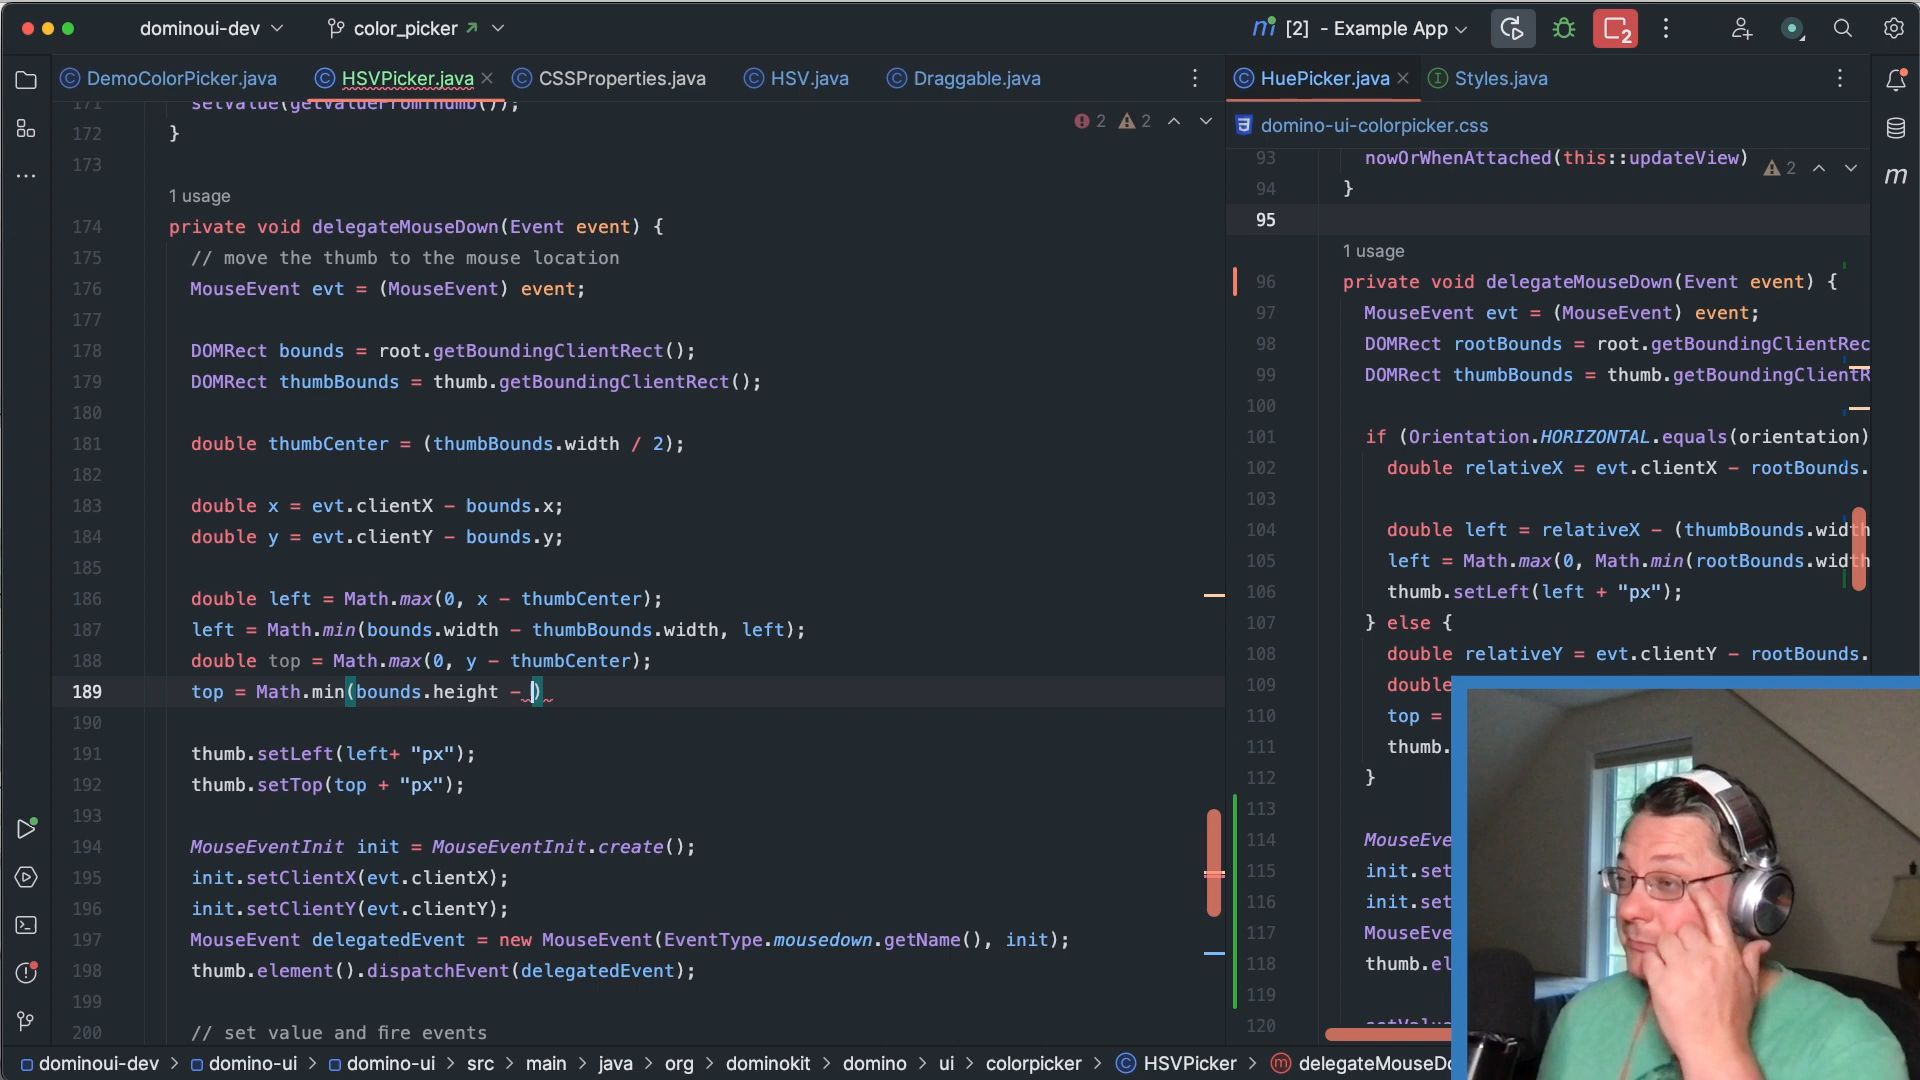 dominoui-dev
color_picker
[2] - Example App
2
DemoColorPicker.java
HSVPicker.java
CSSProperties.java
HSV.java
Draggable.java
HuePicker.java
Styles.java
domino-ui-colorpicker.css
2 2
171 setValue(getValueFromThumb());
172 }
173
1 usage
174 private void delegateMouseDown(Event event) {
175 // move the thumb to the mouse location
176 MouseEvent evt = (MouseEvent) event;
177
178 DOMRect bounds = root.getBoundingClientRect();
179 DOMRect thumbBounds = thumb.getBoundingClientRect();
180
181 double thumbCenter = (thumbBounds.width / 2);
182
183 double x = evt.clientX - bounds.x;
184 double y = evt.clientY - bounds.y;
185
186 double left = Math.max(0, x - thumbCenter);
187 left = Math.min(bounds.width - thumbBounds.width, left);
188 double top = Math.max(0, y - thumbCenter);
189 top = Math.min(bounds.height - )
190
191 thumb.setLeft(left+ "px");
192 thumb.setTop(top + "px");
193
194 MouseEventInit init = MouseEventInit.create();
195 init.setClientX(evt.clientX);
196 init.setClientY(evt.clientY);
197 MouseEvent delegatedEvent = new MouseEvent(EventType.mousedown.getName(), init);
198 thumb.element().dispatchEvent(delegatedEvent);
199
200 // set value and fire events
93 nowOrWhenAttached(this::updateView)
2
94 }
95
1 usage
96 private void delegateMouseDown(Event event) {
97 MouseEvent evt = (MouseEvent) event;
98 DOMRect rootBounds = root.getBoundingClientRec
99 DOMRect thumbBounds = thumb.getBoundingClientR
100
101 if (Orientation.HORIZONTAL.equals(orientation)
102 double relativeX = evt.clientX - rootBounds.
103
104 double left = relativeX - (thumbBounds.width
105 left = Math.max(0, Math.min(rootBounds.width
106 thumb.setLeft(left + "px");
107 } else {
108 double relativeY = evt.clientY - rootBounds.
109 double
110 top =
111 thumb.
112 }
113
114 MouseEve
115 init.set
116 init.set
117 MouseEve
118 thumb.el
119
120
dominoui-dev > domino-ui > domino-ui > src > main > java > org > dominokit > domino > ui > colorpicker > HSVPicker > delegateMouseDo